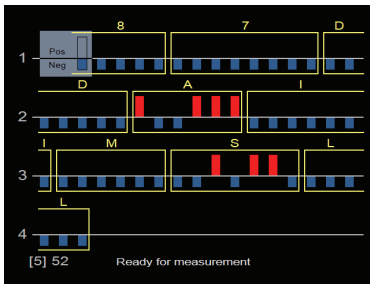 8 7 D
Pos
1
Neg
D A I
2
I M S L
3
L
4
[5] 52 Ready for measurement